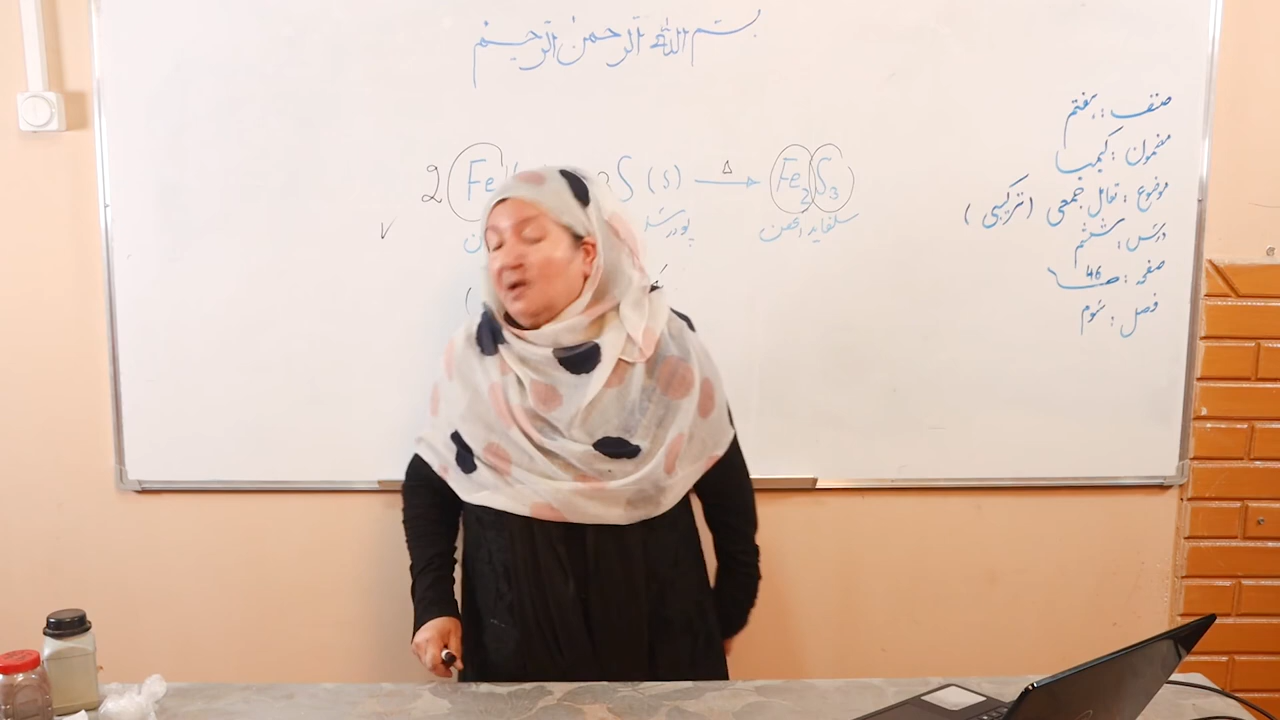 بسم الله الرحمن الرحیم
صنف: هفتم
مضمون: کیمیا
موضوع: تعامل جمعی (ترکیبی)
درس: ششم
صفحه: 46
فصل: سوم
2 Fe 3S (s) —Δ→ Fe₂S₃
پودر سلفاید آهن